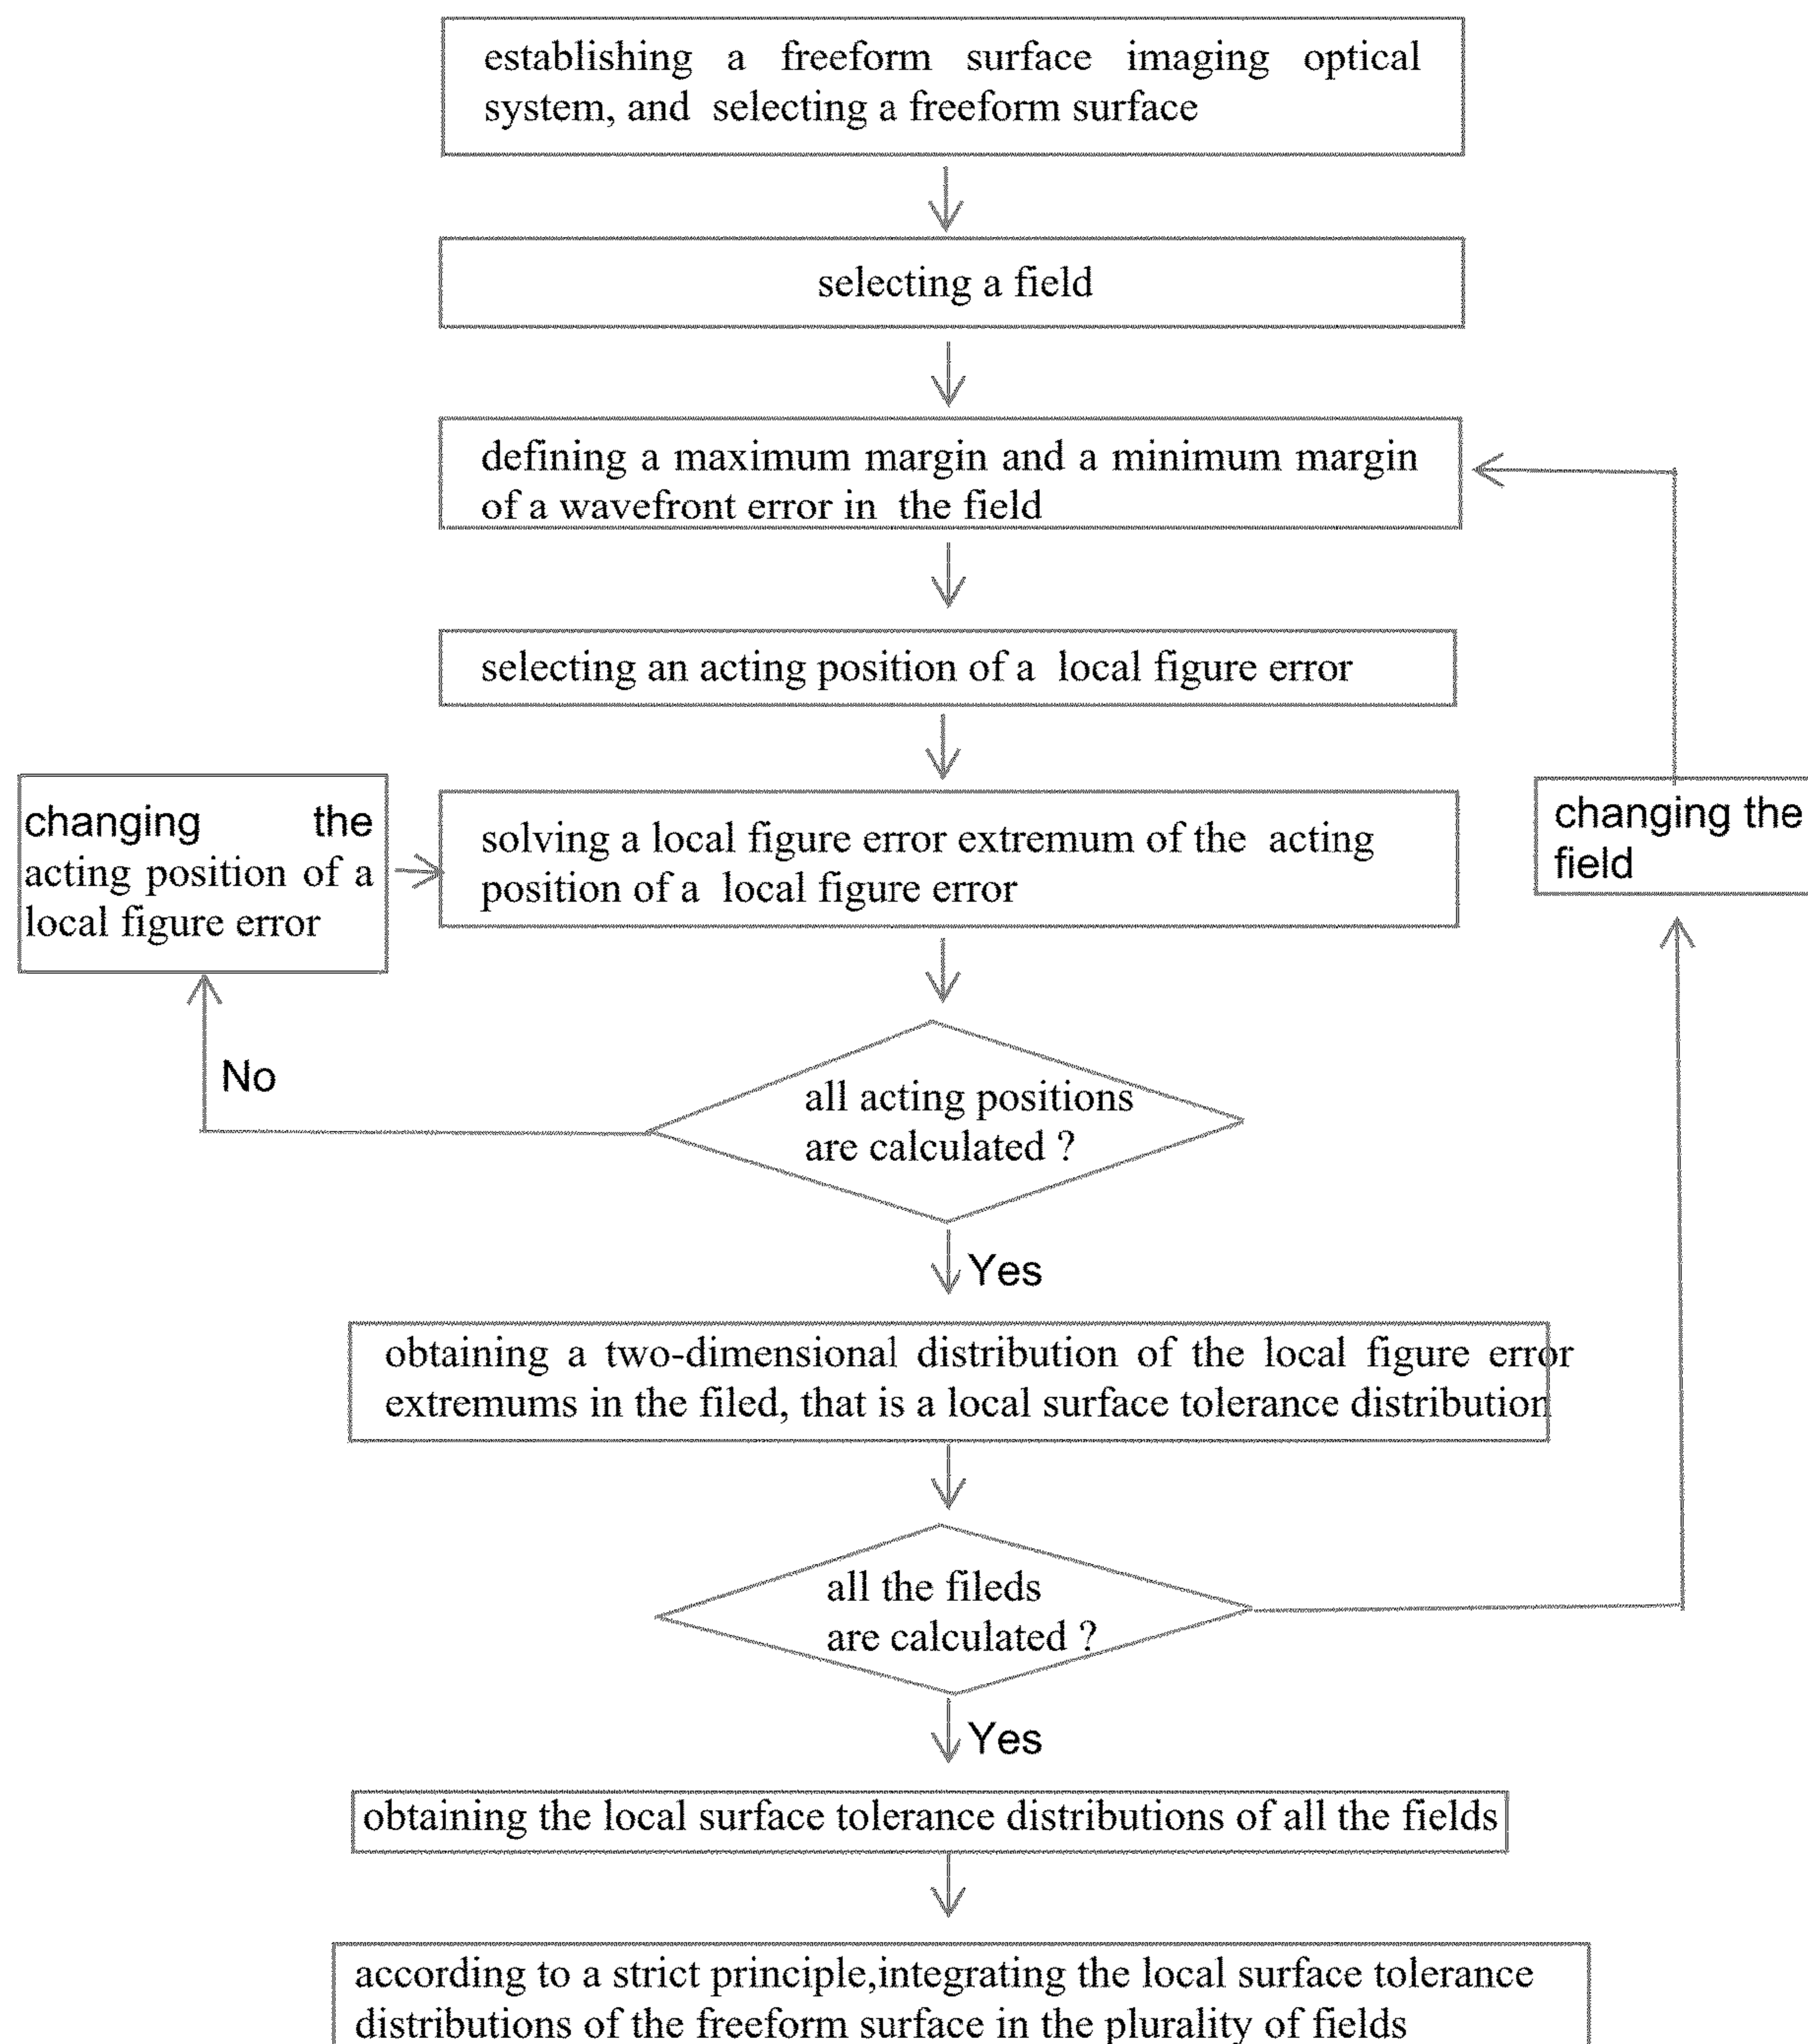 establishing a freeform surface imaging optical
system, and selecting a freeform surface
selecting a field
defining a maximum margin and a minimum margin
of a wavefront error in the field
selecting an acting position of a local figure error
changing the
acting position of a
local figure error
solving a local figure error extremum of the acting
position of a local figure error
changing the
field
No
all acting positions
are calculated ?
Yes
obtaining a two-dimensional distribution of the local figure error
extremums in the filed, that is a local surface tolerance distribution
all the fileds
are calculated ?
Yes
obtaining the local surface tolerance distributions of all the fields
according to a strict principle,integrating the local surface tolerance
distributions of the freeform surface in the plurality of fields